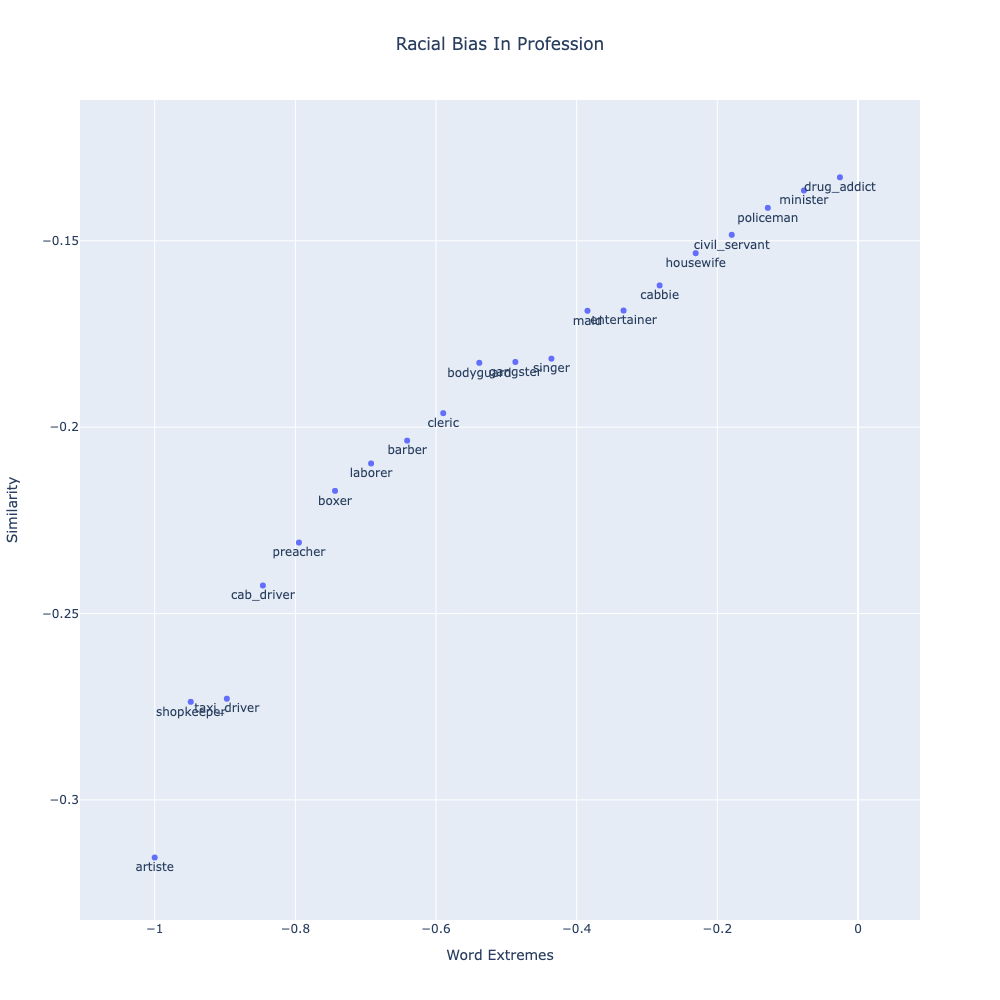 Racial Bias In Profession
drug_addict
minister
policeman
−0.15
civil_servant
housewife
cabbie
maid
entertainer
singer
bodyguard
gangster
cleric
−0.2
barber
laborer
boxer
Similarity
preacher
cab_driver
−0.25
taxi_driver
shopkeeper
−0.3
artiste
−1
−0.8
−0.6
−0.4
−0.2
0
Word Extremes